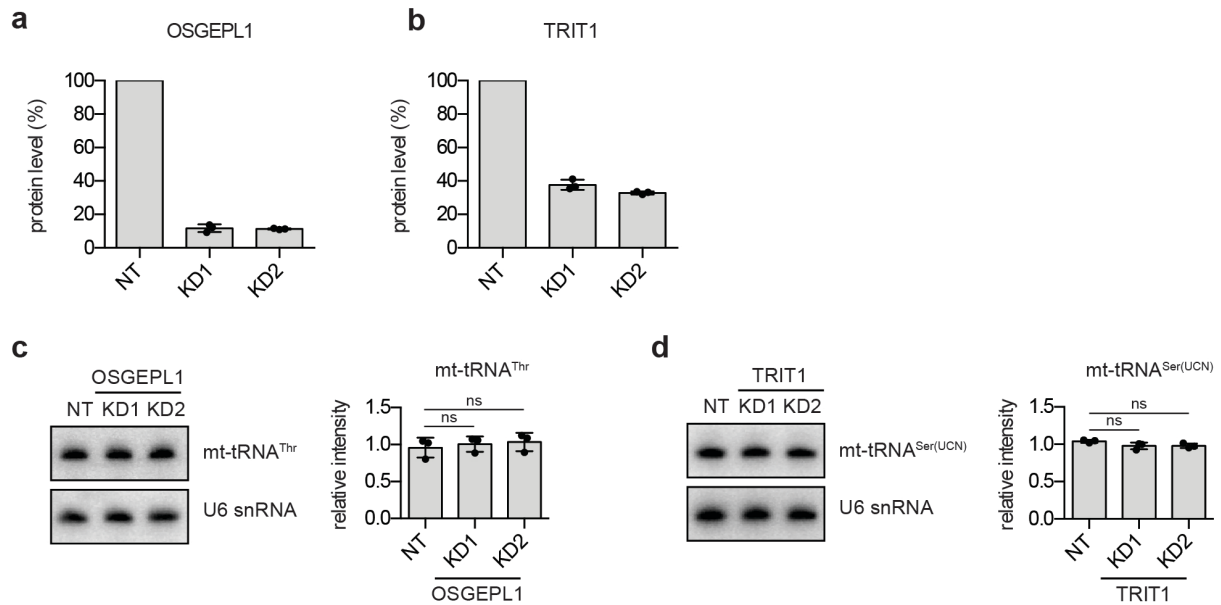 a
OSGEPL1
protein level (%)
100
80
60
40
20
0
NT
KD1
KD2
b
TRIT1
protein level (%)
100
80
60
40
20
0
NT
KD1
KD2
c
OSGEPL1
NT KD1 KD2
mt-tRNAThr
U6 snRNA
mt-tRNAThr
relative intensity
1.5
1.0
0.5
0.0
ns
ns
NT
KD1
KD2
OSGEPL1
d
TRIT1
NT KD1 KD2
mt-tRNASer(UCN)
U6 snRNA
mt-tRNASer(UCN)
relative intensity
1.5
1.0
0.5
0.0
ns
ns
NT
KD1
KD2
TRIT1